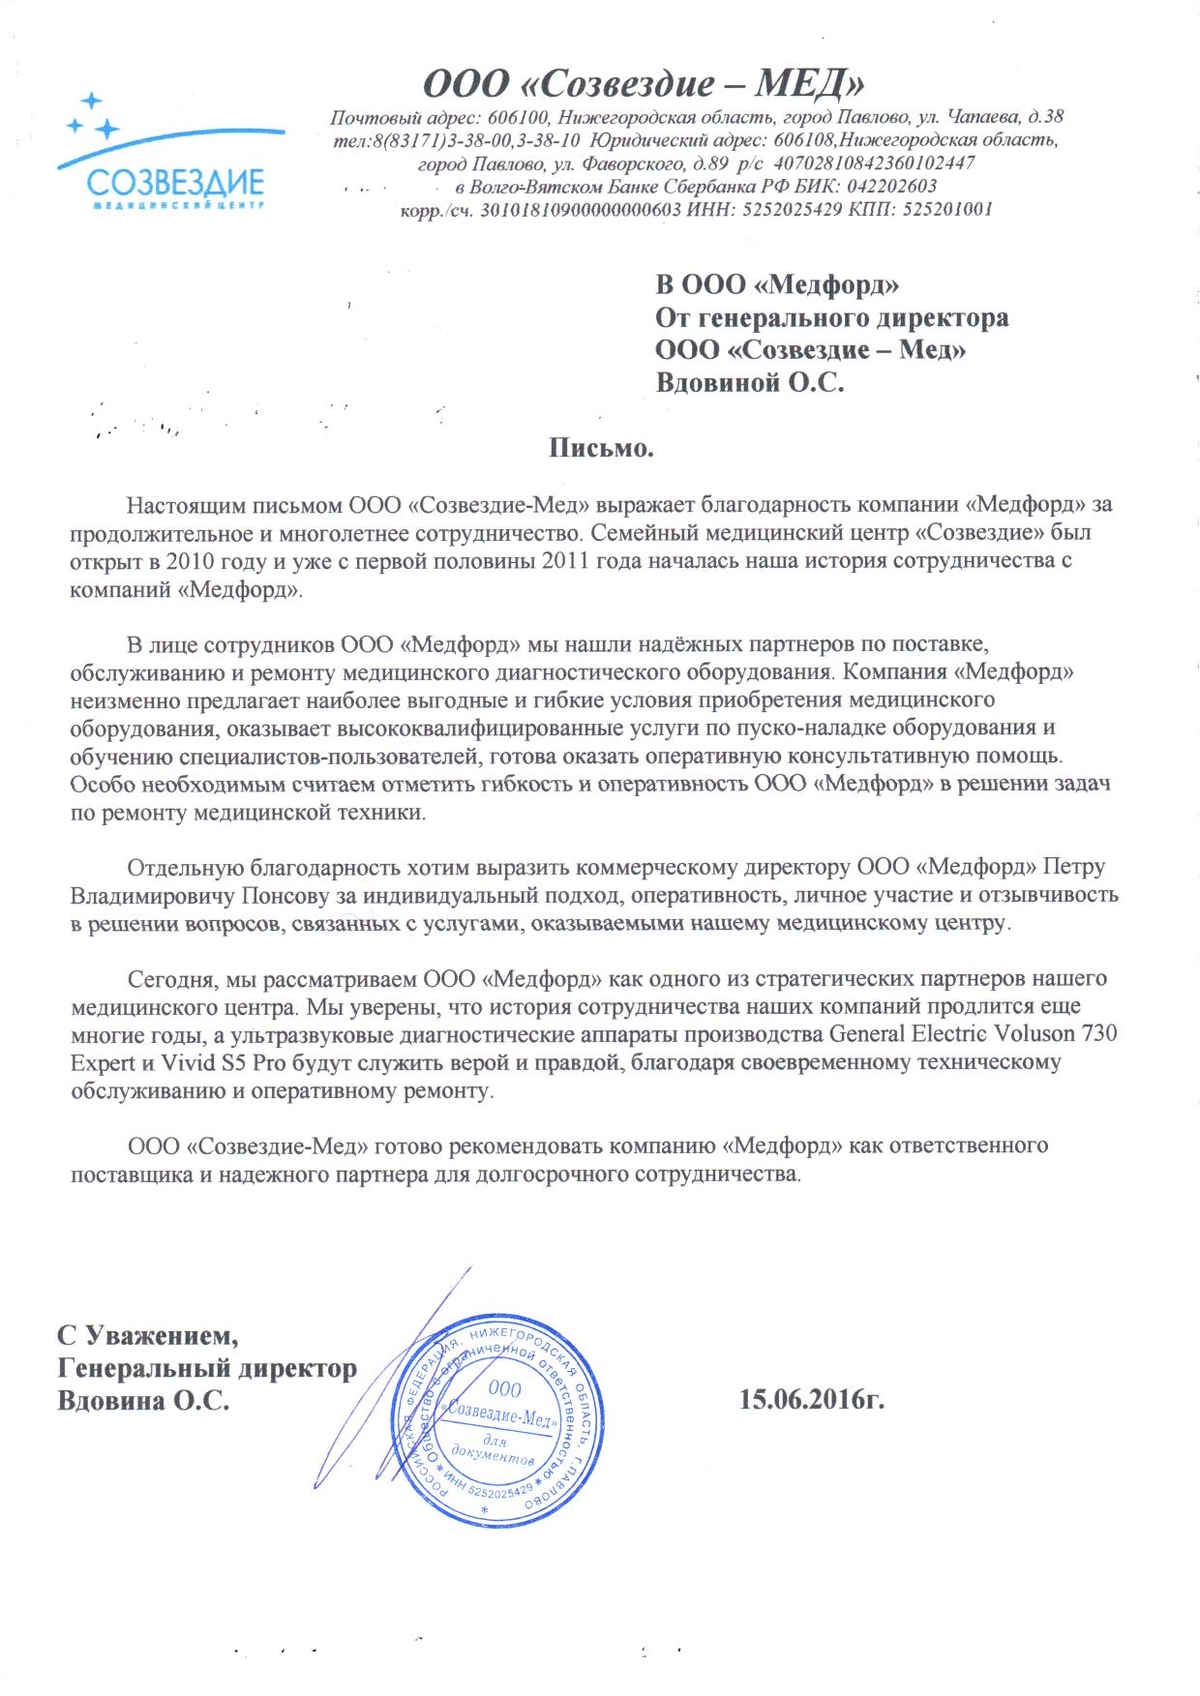 ООО «Созвездие – МЕД»
Почтовый адрес: 606100, Нижегородская область, город Павлово, ул. Чапаева, д.38
тел:8(83171)3-38-00,3-38-10 Юридический адрес: 606108,Нижегородская область,
город Павлово, ул. Фаворского, д.89 р/с 40702810842360102447
в Волго-Вятском Банке Сбербанка РФ БИК: 042202603
корр./сч. 30101810900000000603 ИНН: 5252025429 КПП: 525201001
СОЗВЕЗДИЕ
МЕДИЦИНСКИЙ ЦЕНТР
В ООО «Медфорд»
От генерального директора
ООО «Созвездие – Мед»
Вдовиной О.С.
Письмо.
Настоящим письмом ООО «Созвездие-Мед» выражает благодарность компании «Медфорд» за
продолжительное и многолетнее сотрудничество. Семейный медицинский центр «Созвездие» был
открыт в 2010 году и уже с первой половины 2011 года началась наша история сотрудничества с
компаний «Медфорд».
В лице сотрудников ООО «Медфорд» мы нашли надёжных партнеров по поставке,
обслуживанию и ремонту медицинского диагностического оборудования. Компания «Медфорд»
неизменно предлагает наиболее выгодные и гибкие условия приобретения медицинского
оборудования, оказывает высококвалифицированные услуги по пуско-наладке оборудования и
обучению специалистов-пользователей, готова оказать оперативную консультативную помощь.
Особо необходимым считаем отметить гибкость и оперативность ООО «Медфорд» в решении задач
по ремонту медицинской техники.
Отдельную благодарность хотим выразить коммерческому директору ООО «Медфорд» Петру
Владимировичу Понсову за индивидуальный подход, оперативность, личное участие и отзывчивость
в решении вопросов, связанных с услугами, оказываемыми нашему медицинскому центру.
Сегодня, мы рассматриваем ООО «Медфорд» как одного из стратегических партнеров нашего
медицинского центра. Мы уверены, что история сотрудничества наших компаний продлится еще
многие годы, а ультразвуковые диагностические аппараты производства General Electric Voluson 730
Expert и Vivid S5 Pro будут служить верой и правдой, благодаря своевременному техническому
обслуживанию и оперативному ремонту.
ООО «Созвездие-Мед» готово рекомендовать компанию «Медфорд» как ответственного
поставщика и надежного партнера для долгосрочного сотрудничества.
С Уважением,
Генеральный директор
Вдовина О.С.
15.06.2016г.
РОССИЙСКАЯ ФЕДЕРАЦИЯ, НИЖЕГОРОДСКАЯ ОБЛАСТЬ, Г.ПАВЛОВО *
Общество с ограниченной ответственностью
* ИНН 5252025429 *
ООО
«Созвездие-Мед»
для
документов